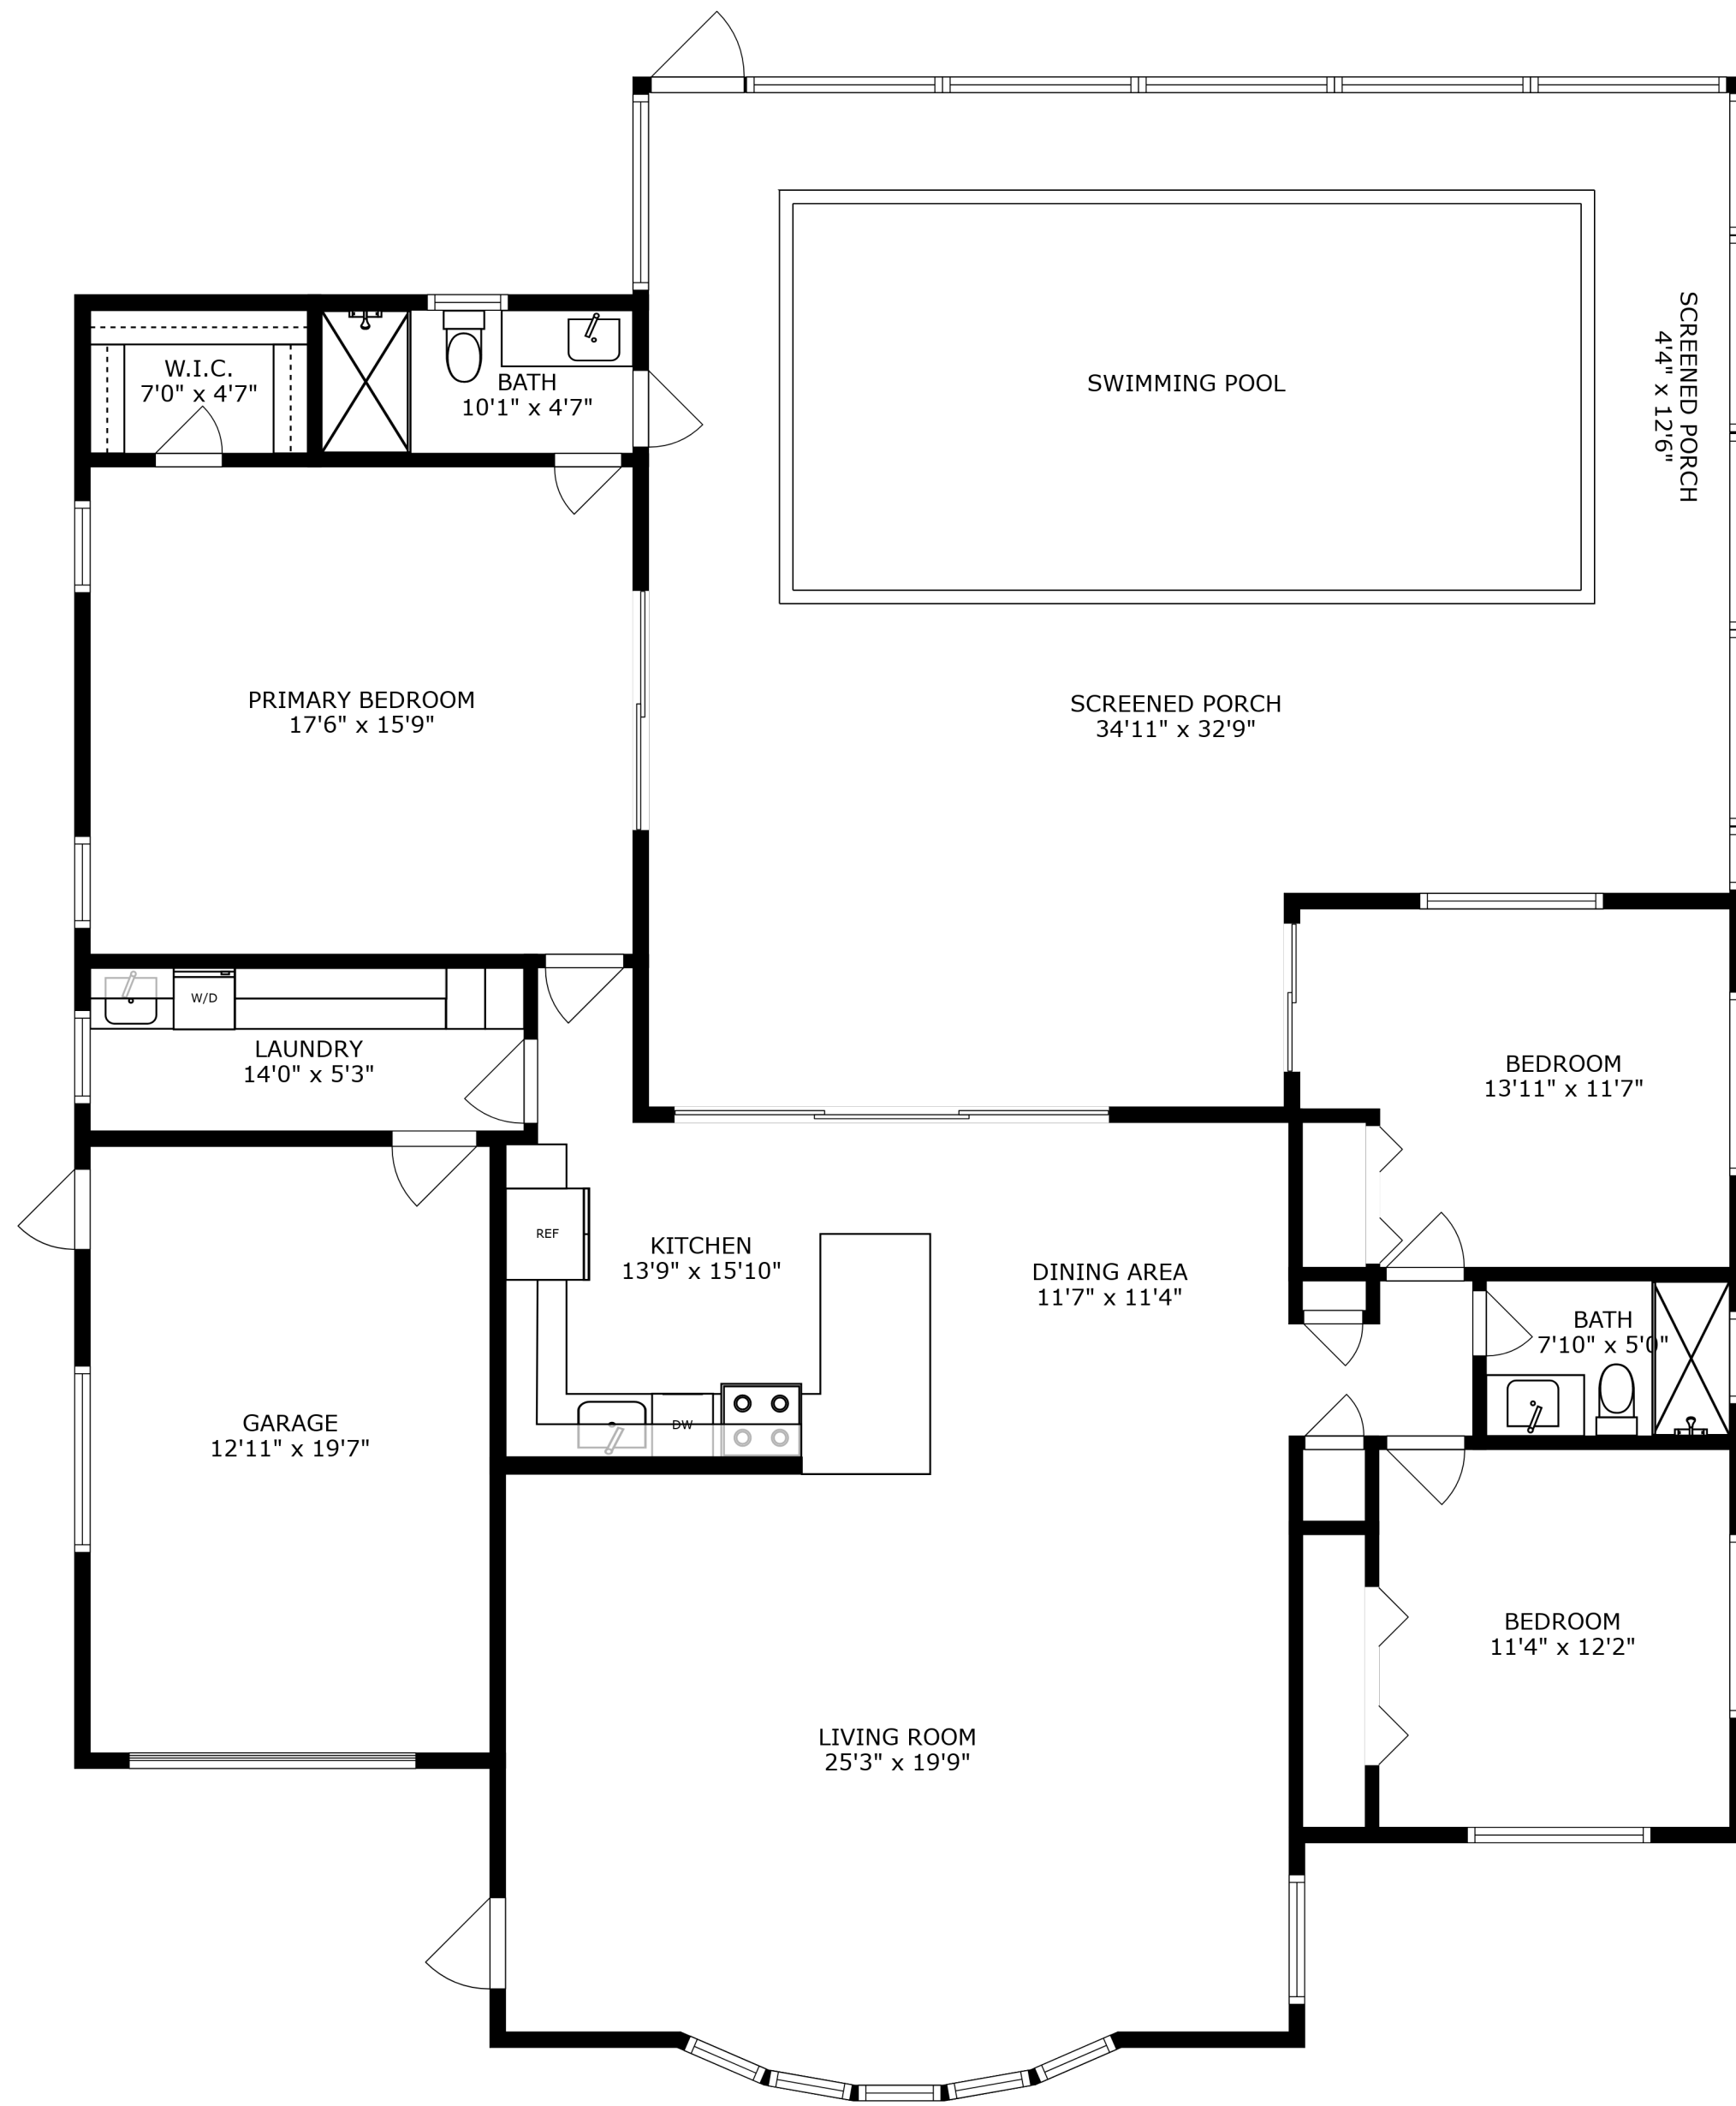 SWIMMING POOL
SCREENED PORCH
4'4" x 12'6"
W.I.C.
7'0" x 4'7"
BATH
10'1" x 4'7"
PRIMARY BEDROOM
17'6" x 15'9"
SCREENED PORCH
34'11" x 32'9"
W/D
LAUNDRY
14'0" x 5'3"
BEDROOM
13'11" x 11'7"
REF
KITCHEN
13'9" x 15'10"
DINING AREA
11'7" x 11'4"
BATH
7'10" x 5'0"
DW
GARAGE
12'11" x 19'7"
BEDROOM
11'4" x 12'2"
LIVING ROOM
25'3" x 19'9"